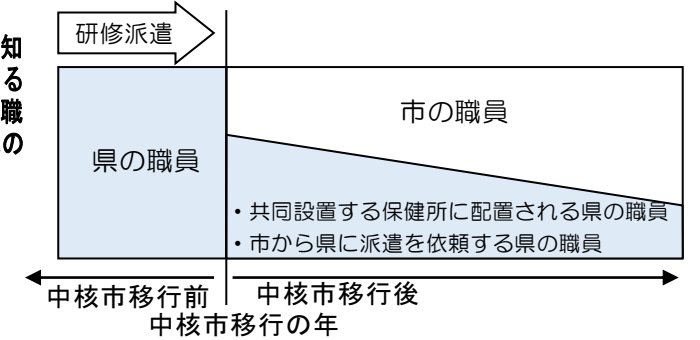 研修派遣
知
る
職
の
市の職員
県の職員
・共同設置する保健所に配置される県の職員
・市から県に派遣を依頼する県の職員
中核市移行前
中核市移行後
中核市移行の年